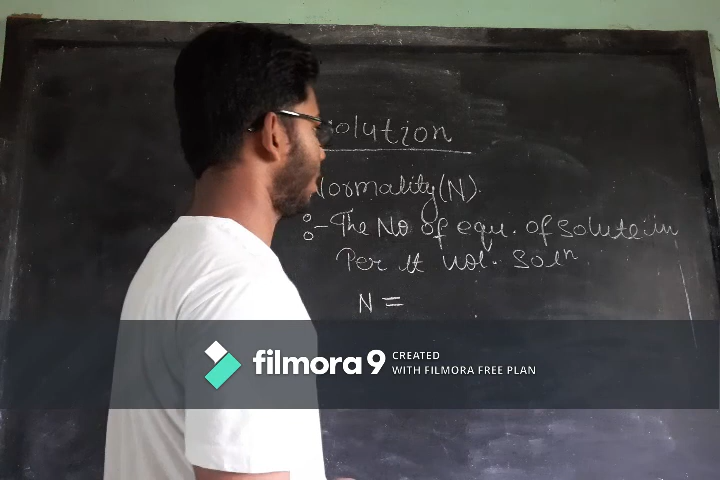 Solution
Normality (N).
:- The No of equ. of solute in
Per lt vol. Solⁿ
N =
filmora 9 CREATED
WITH FILMORA FREE PLAN